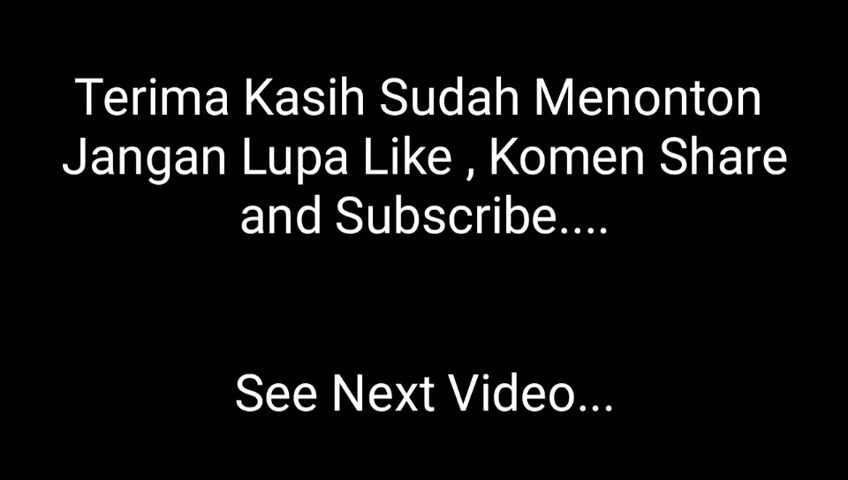 Terima Kasih Sudah Menonton
Jangan Lupa Like , Komen Share
and Subscribe....
See Next Video...